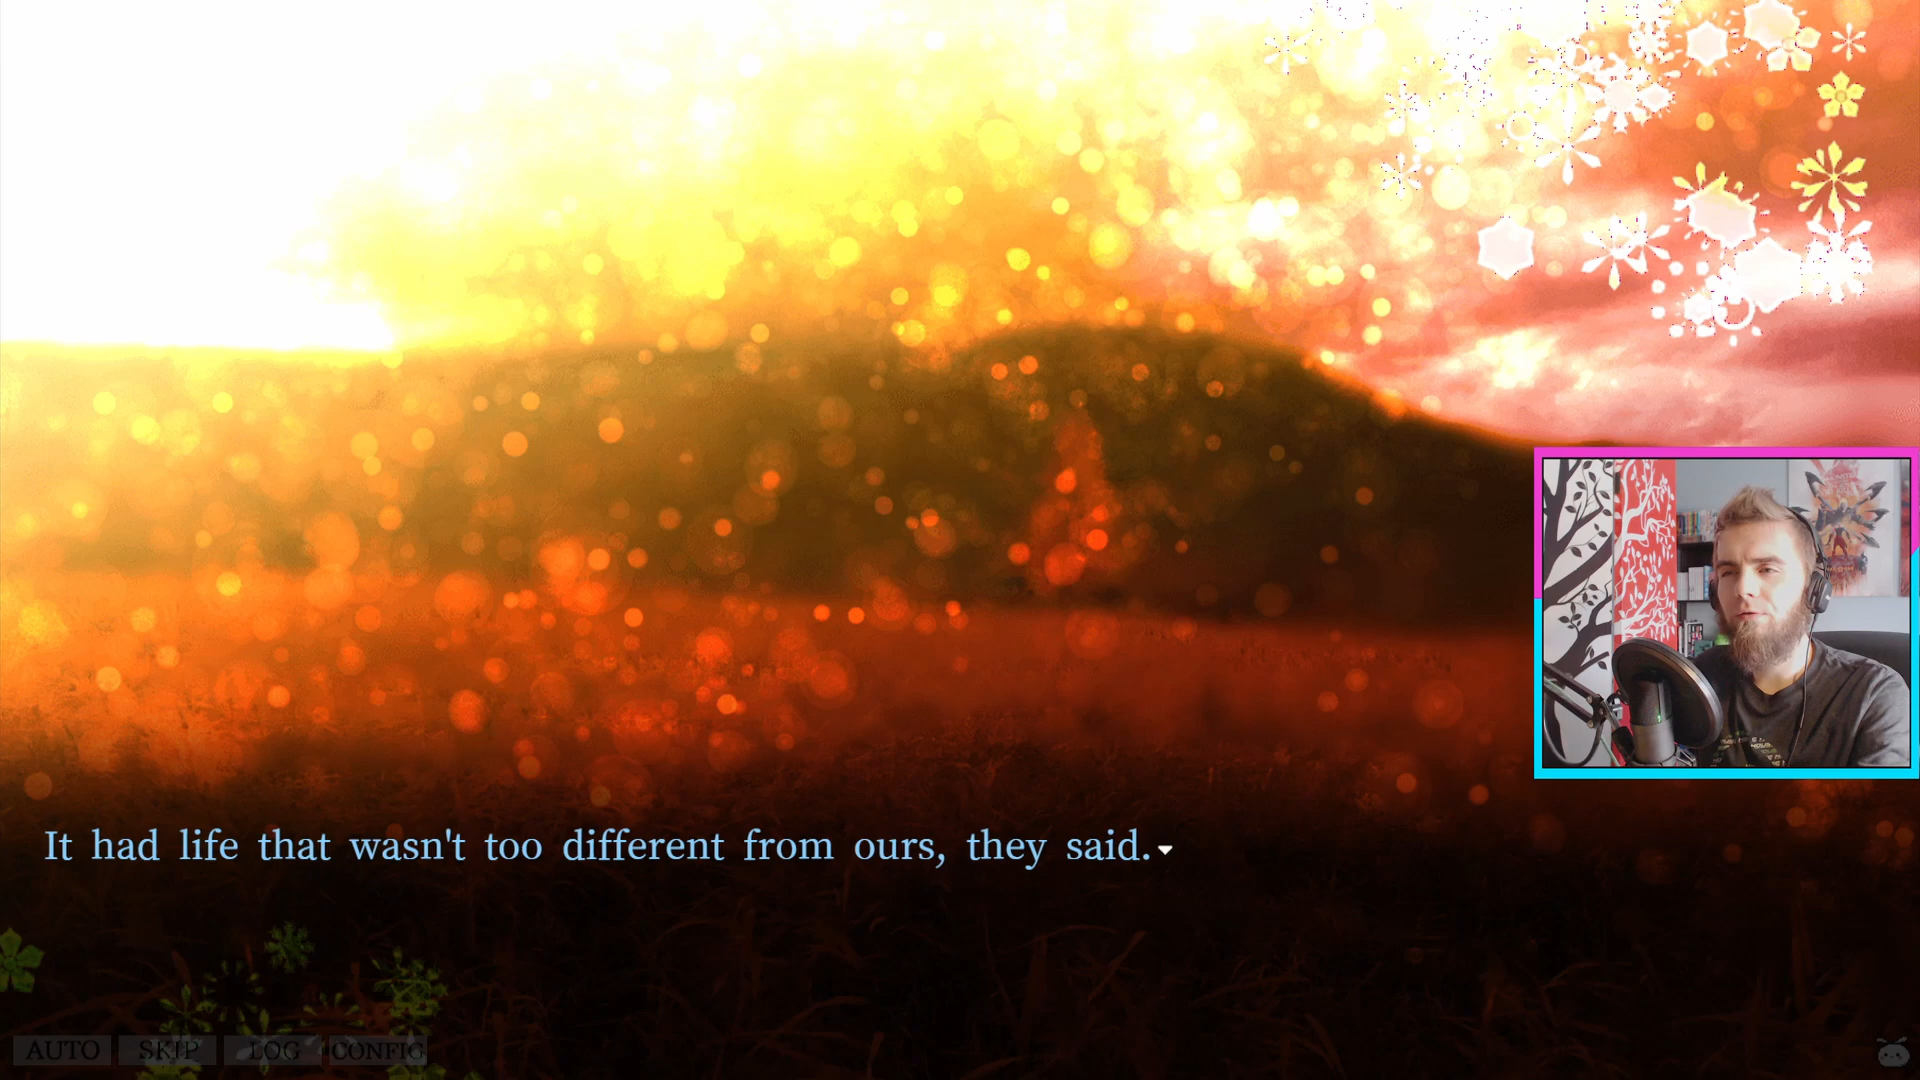 It had life that wasn't too different from ours, they said.
AUTO SKIP LOG CONFIG